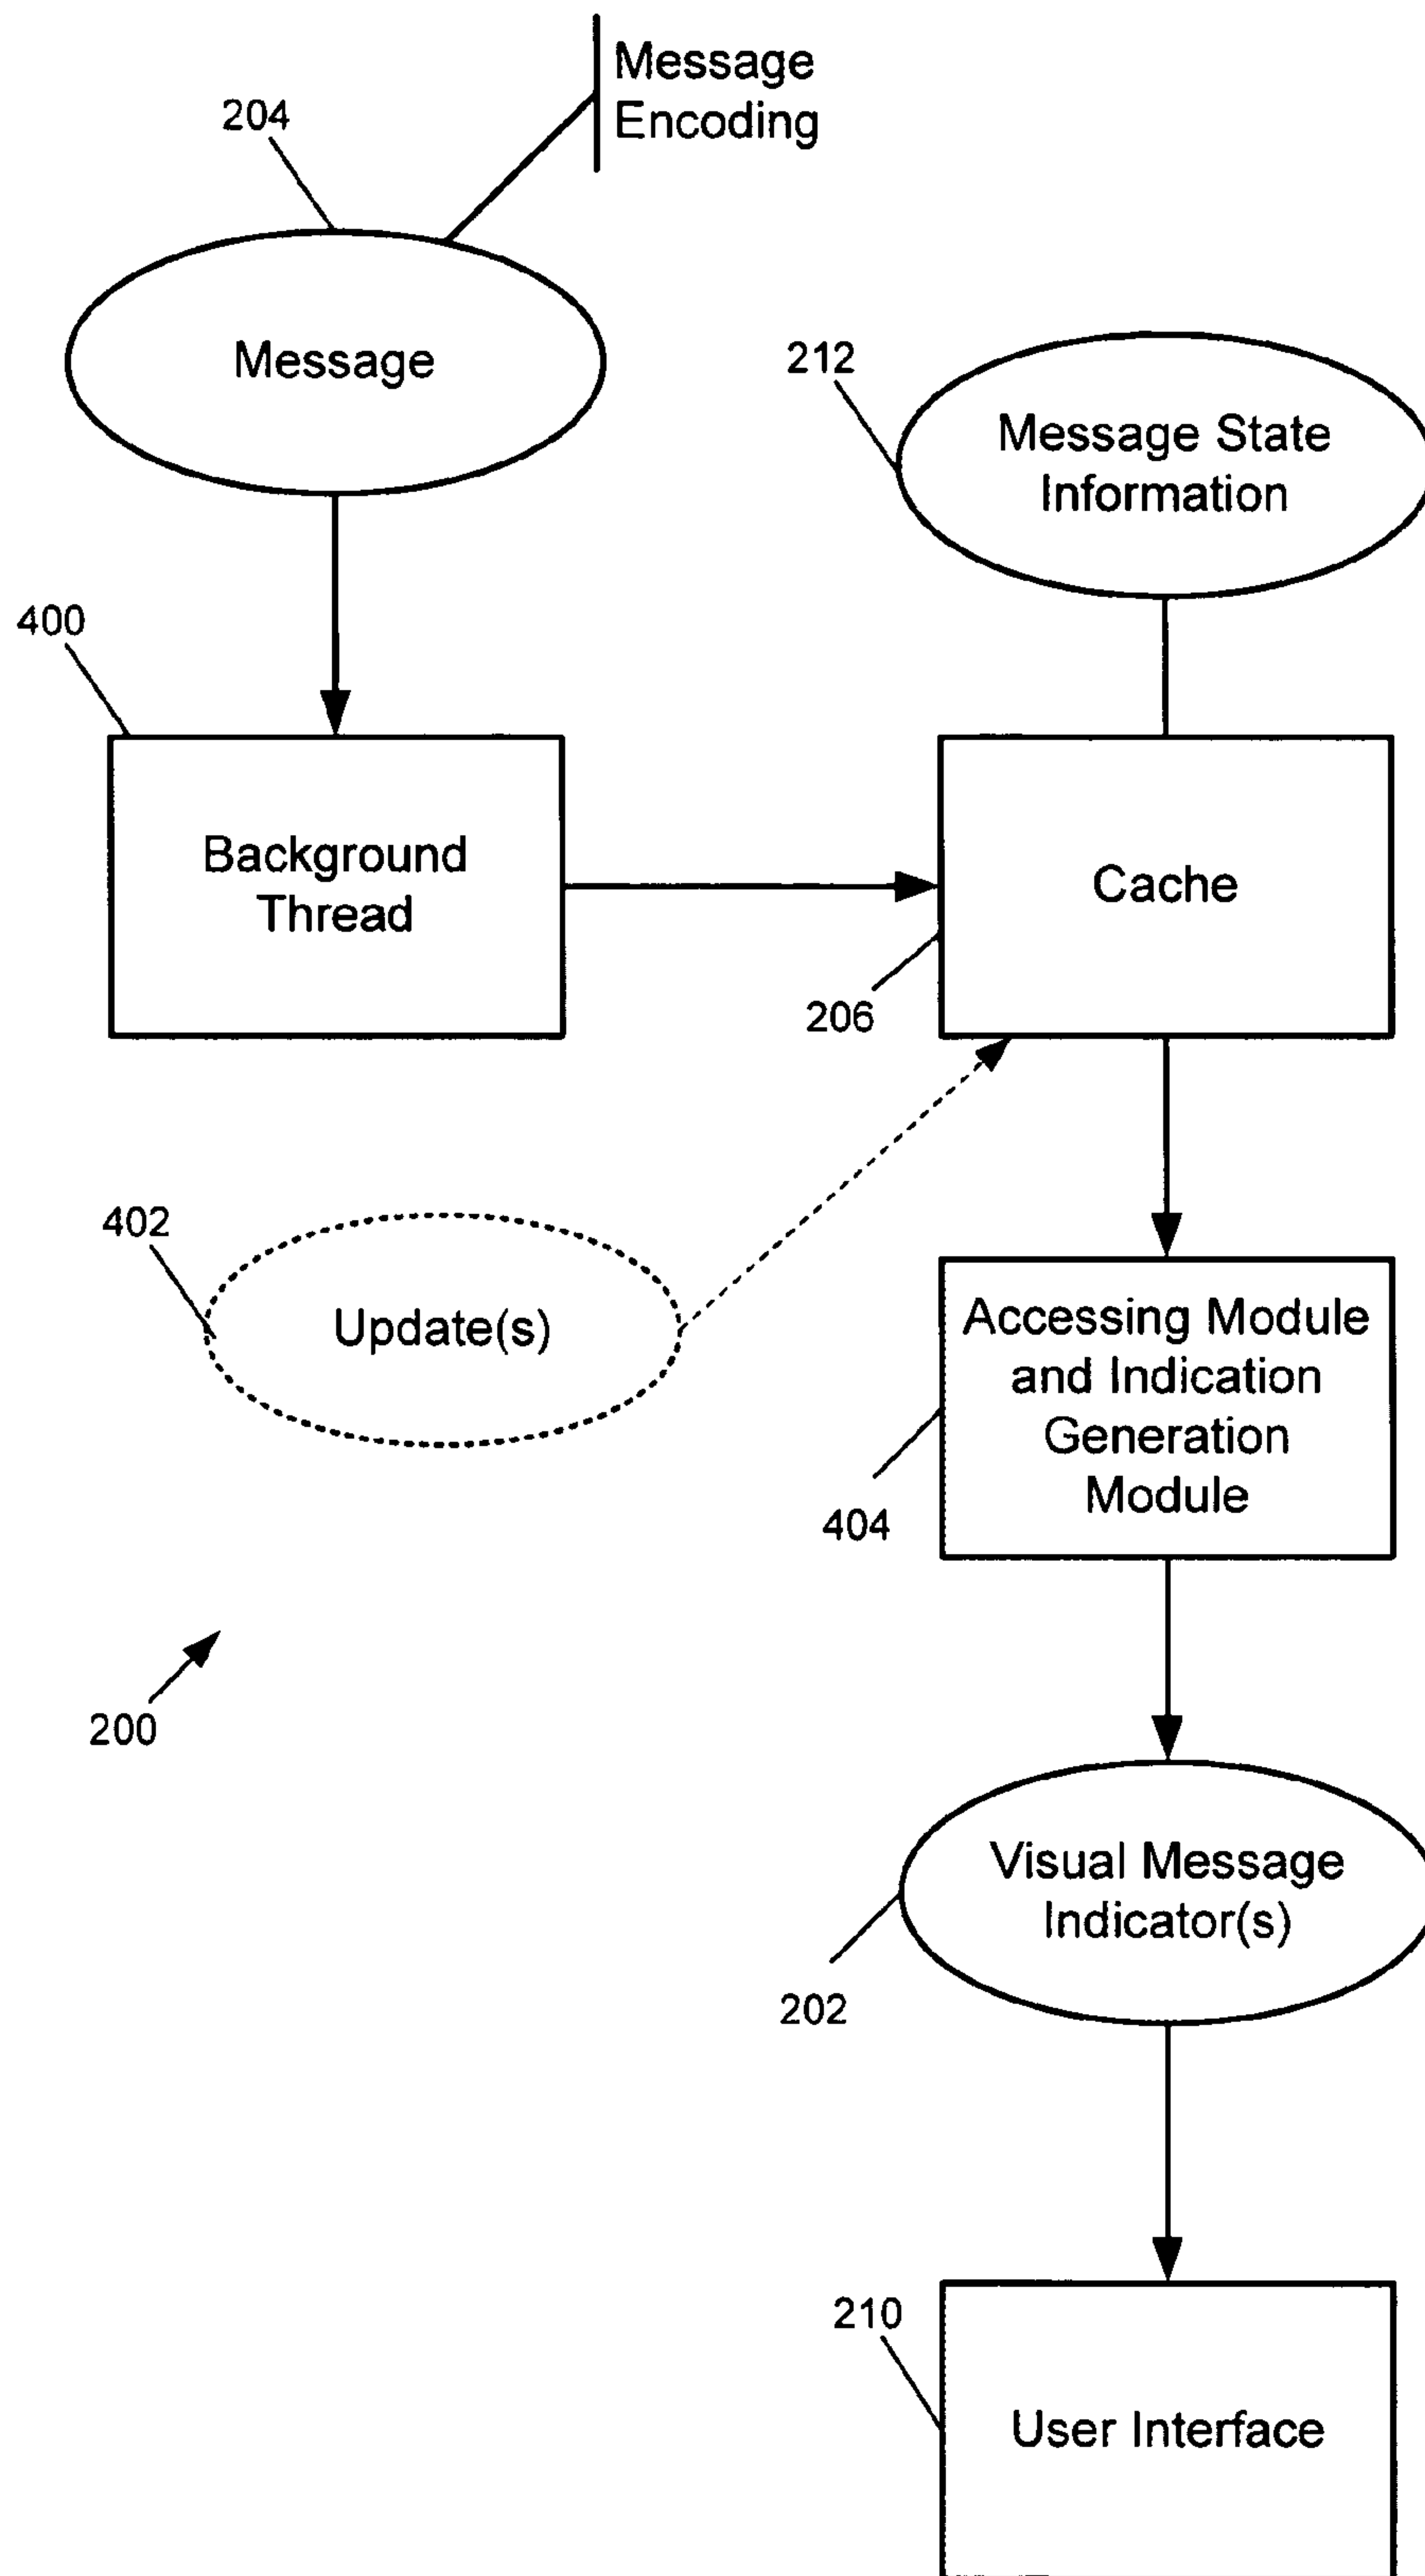 Message
Encoding
204
Message
212
Message State
Information
400
Background
Thread
Cache
206
402
Update(s)
Accessing Module
and Indication
Generation
Module
404
200
Visual Message
Indicator(s)
202
210
User Interface